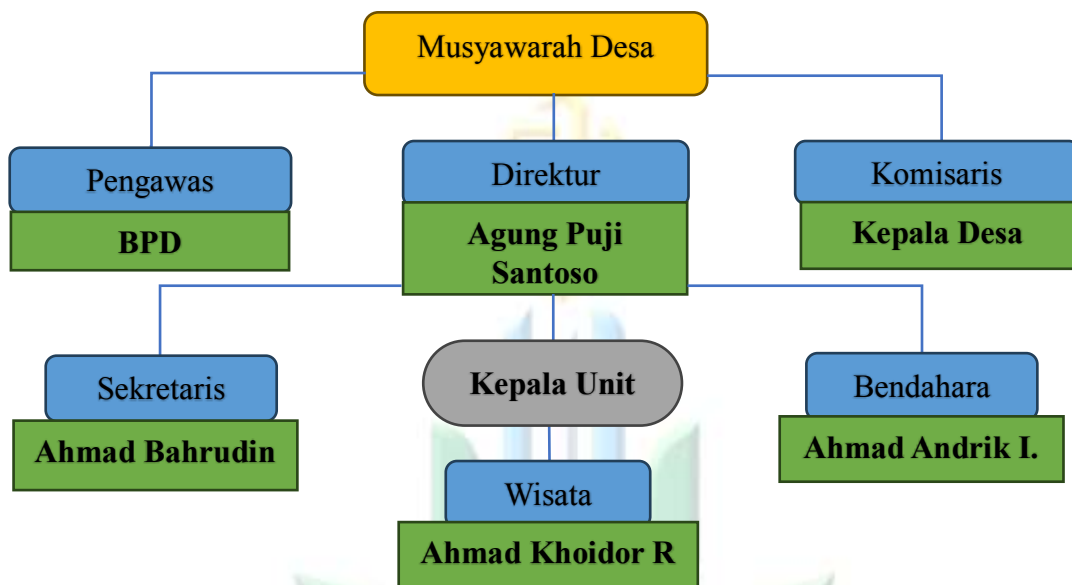 Musyawarah Desa
Pengawas
BPD
Direktur
Agung Puji
Santoso
Komisaris
Kepala Desa
Sekretaris
Ahmad Bahrudin
Kepala Unit
Bendahara
Ahmad Andrik I.
Wisata
Ahmad Khoidor R